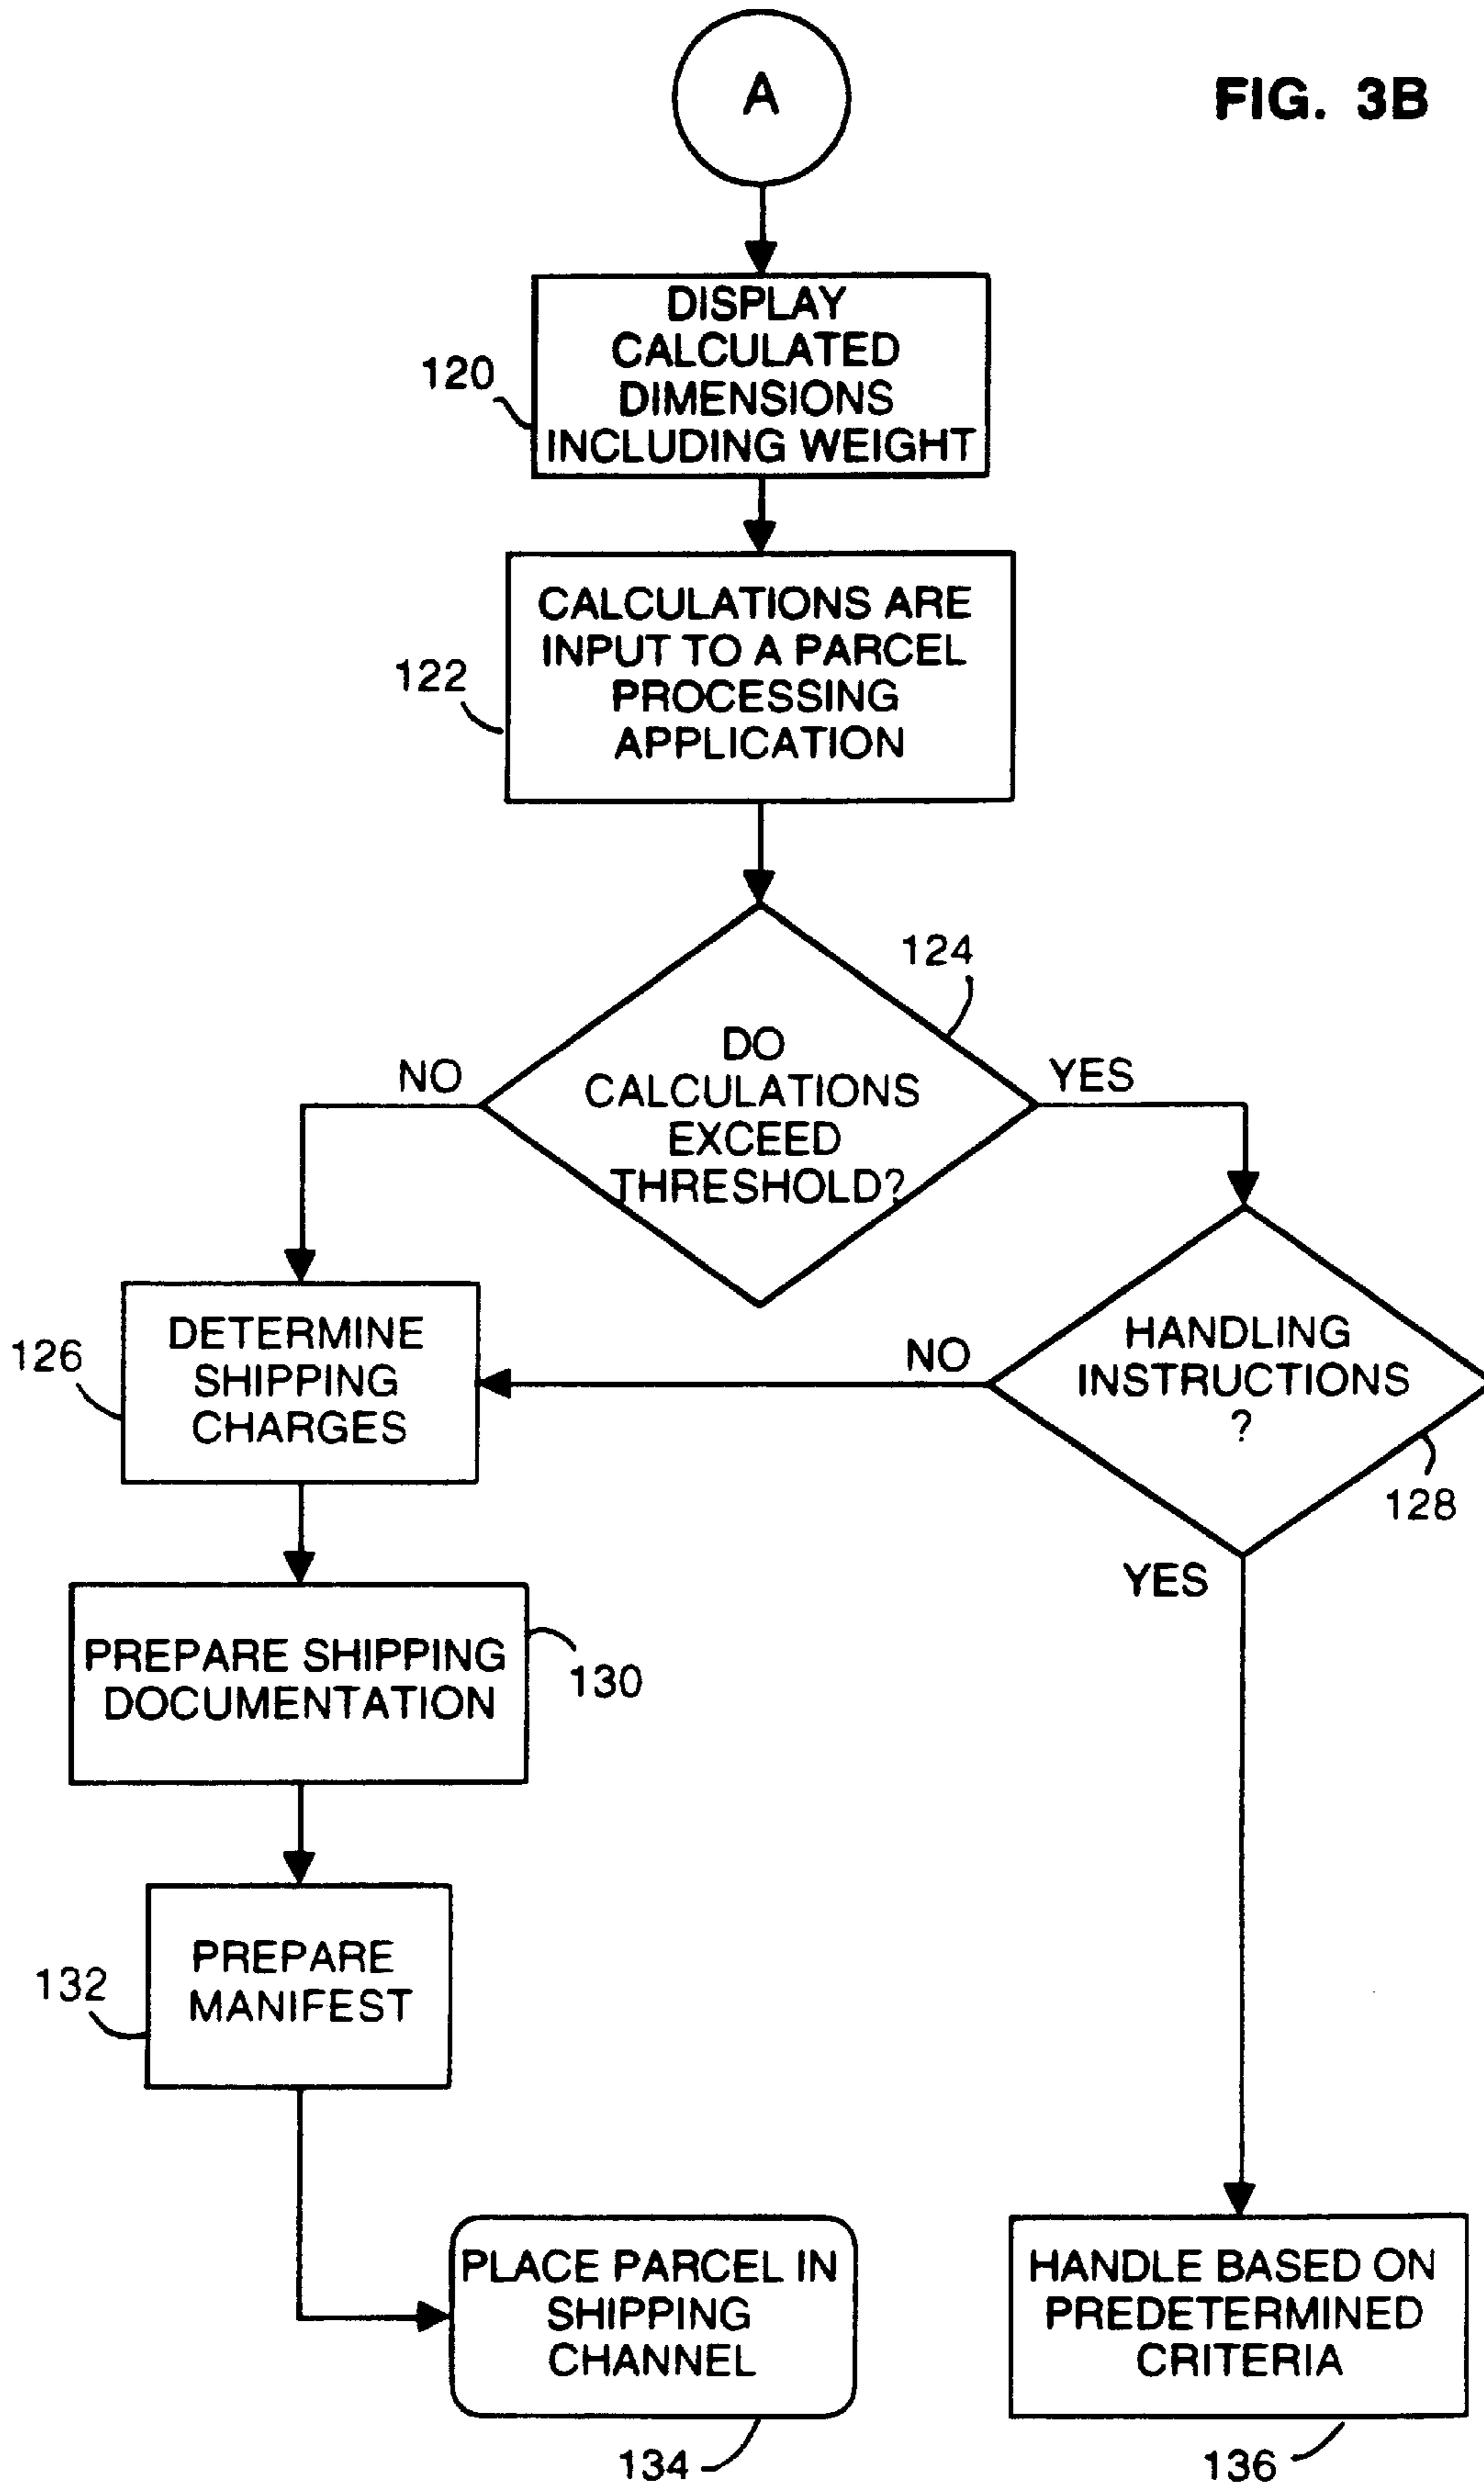 A
FIG. 3B
DISPLAY
CALCULATED
DIMENSIONS
INCLUDING WEIGHT
120
CALCULATIONS ARE
INPUT TO A PARCEL
PROCESSING
APPLICATION
122
124
DO
CALCULATIONS
EXCEED
THRESHOLD?
NO
YES
DETERMINE
SHIPPING
CHARGES
126
NO
HANDLING
INSTRUCTIONS
?
128
YES
PREPARE SHIPPING
DOCUMENTATION
130
PREPARE
MANIFEST
132
PLACE PARCEL IN
SHIPPING
CHANNEL
134
HANDLE BASED ON
PREDETERMINED
CRITERIA
136